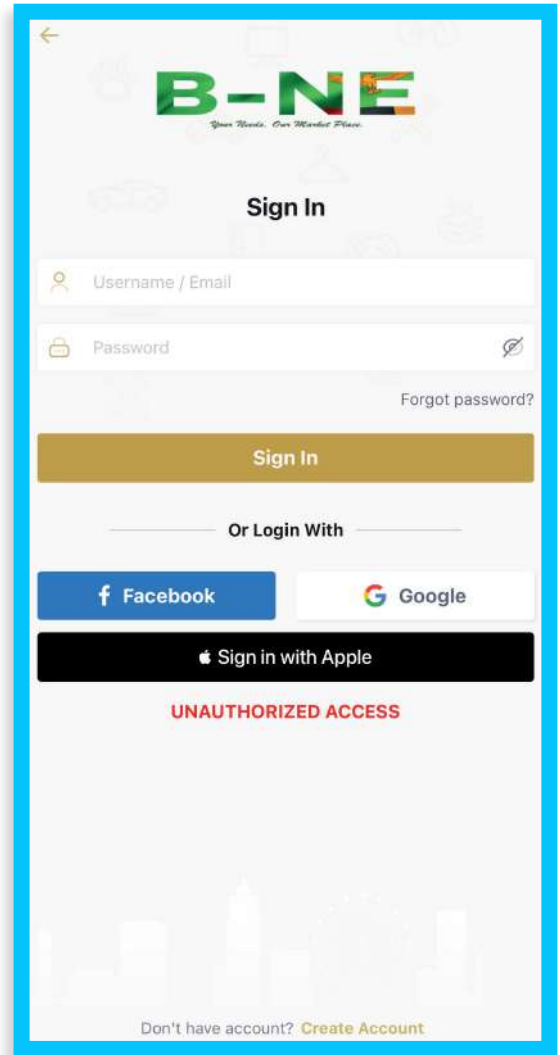 B-NE
Your Needs. Our Market Place.
Sign In
Username / Email
Password
Forgot password?
Sign In
Or Login With
f Facebook
G Google
Sign in with Apple
UNAUTHORIZED ACCESS
Don't have account? Create Account